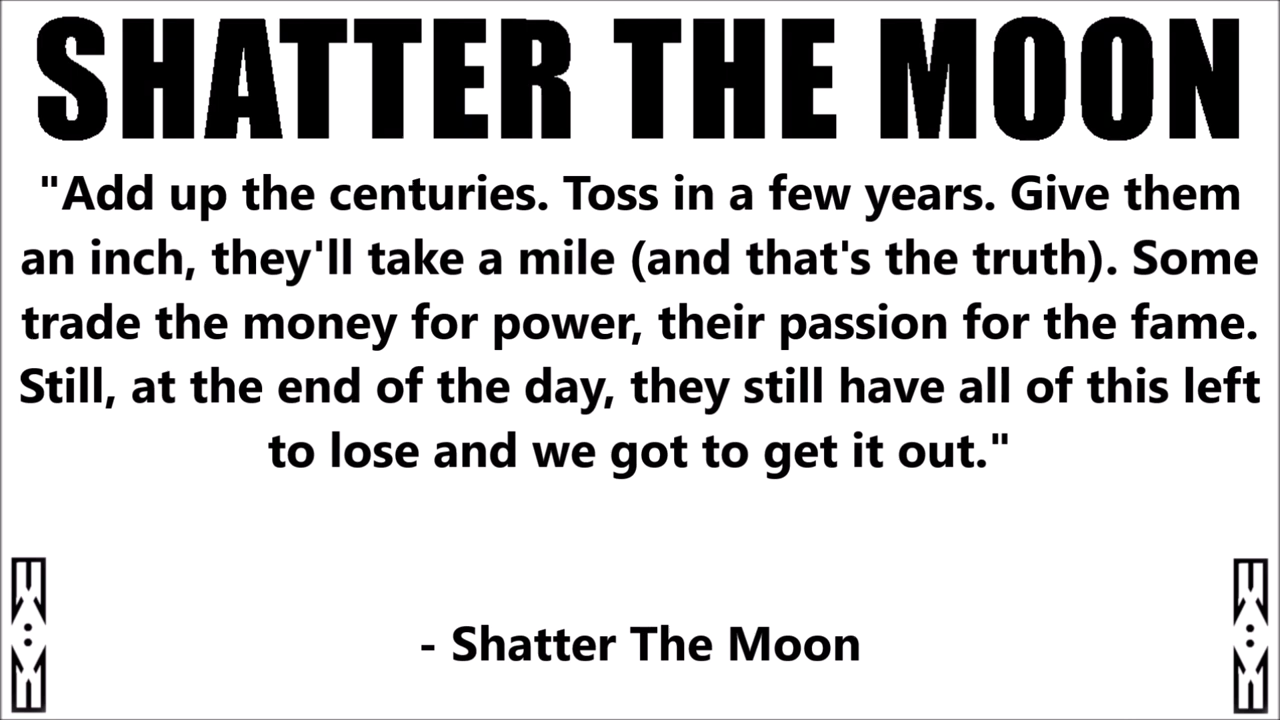 SHATTER THE MOON
"Add up the centuries. Toss in a few years. Give them
an inch, they'll take a mile (and that's the truth). Some
trade the money for power, their passion for the fame.
Still, at the end of the day, they still have all of this left
to lose and we got to get it out."
- Shatter The Moon